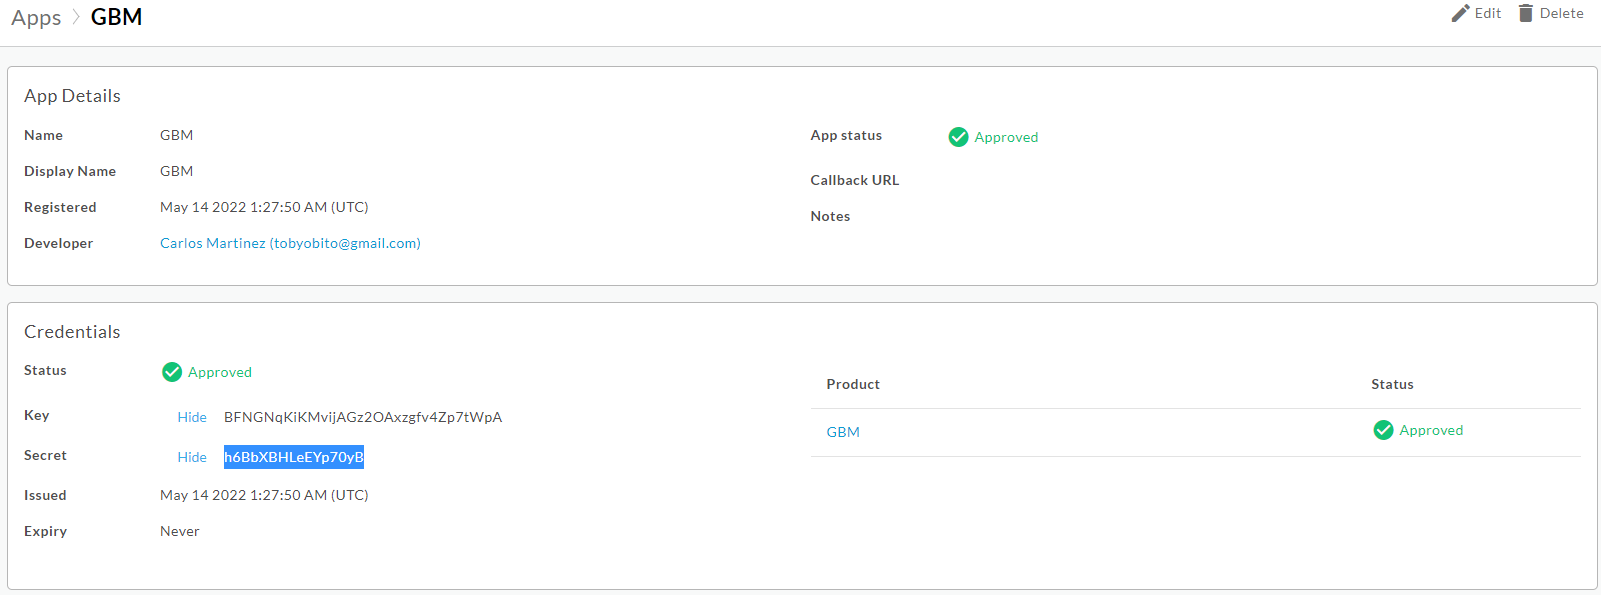 Apps > GBM
Edit Delete
App Details
Name GBM
Display Name GBM
Registered May 14 2022 1:27:50 AM (UTC)
Developer Carlos Martinez (tobyobito@gmail.com)
App status Approved
Callback URL
Notes
Credentials
Status Approved
Key Hide BFNGNqKiKMvijAGz2OAxzgfv4Zp7tWpA
Secret Hide h6BbXBHLeEYp70yB
Issued May 14 2022 1:27:50 AM (UTC)
Expiry Never
Product Status
GBM Approved